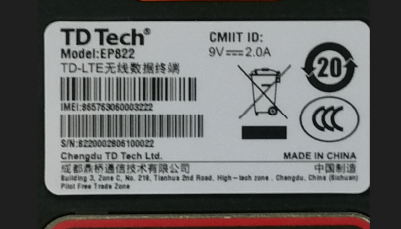 TD Tech®
CMIIT ID:
Model:EP822
9V⎓2.0A
TD-LTE无线数据终端
20
IMEI:865763060003222
CCC
S/N:8220002806100022
Chengdu TD Tech Ltd.
MADE IN CHINA
成都鼎桥通信技术有限公司
中国制造
Building 3, Zone C, No. 219, Tianhua 2nd Road, High-tech zone, Chengdu, China (Sichuan)
Pilot Free Trade Zone